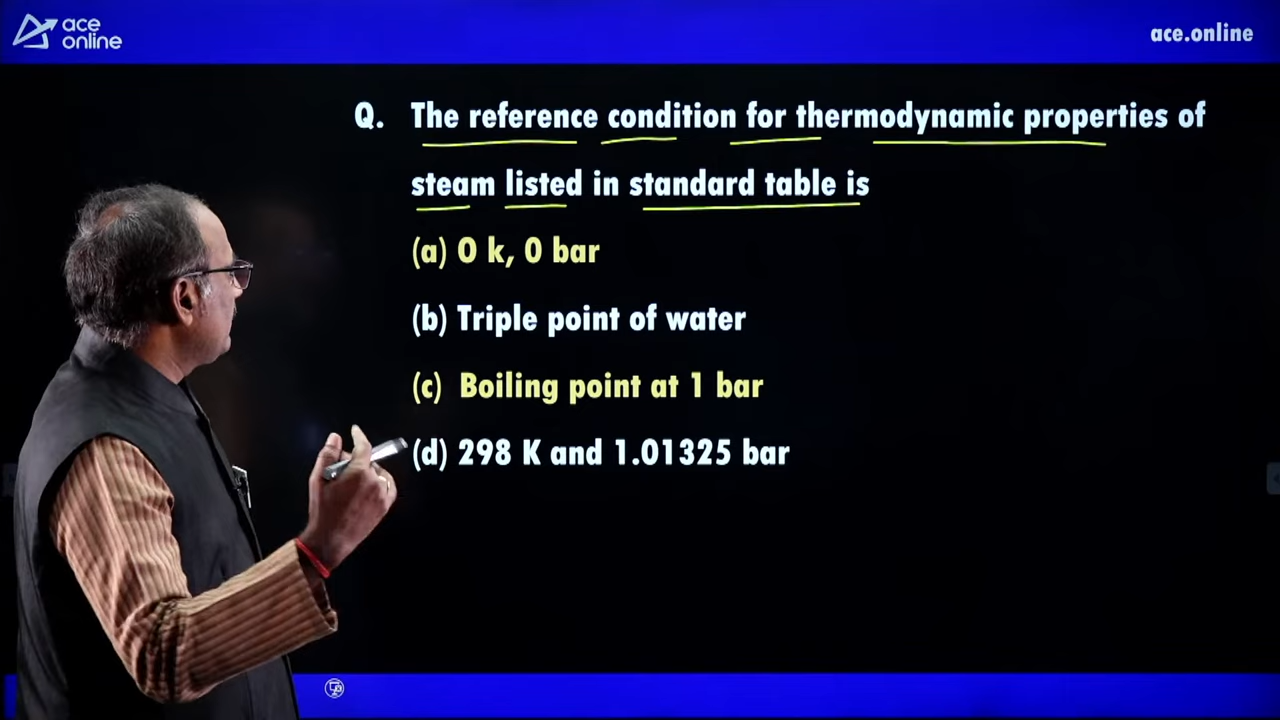 ace
online
ace.online
Q. The reference condition for thermodynamic properties of
steam listed in standard table is
(a) 0 k, 0 bar
(b) Triple point of water
(c) Boiling point at 1 bar
(d) 298 K and 1.01325 bar